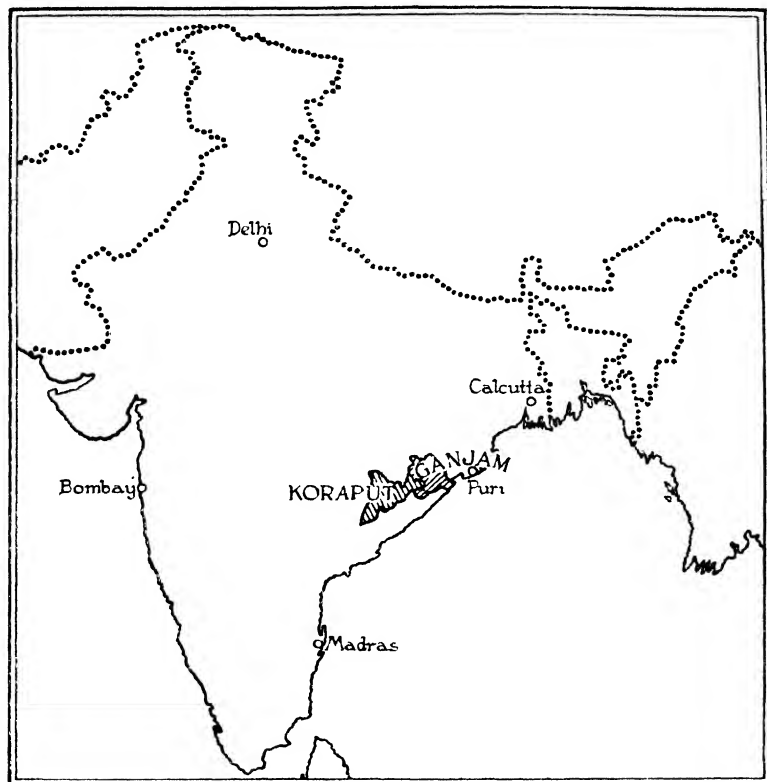 Delhi
Calcutta
GANJAM
KORAPUT
Puri
Bombay
Madras